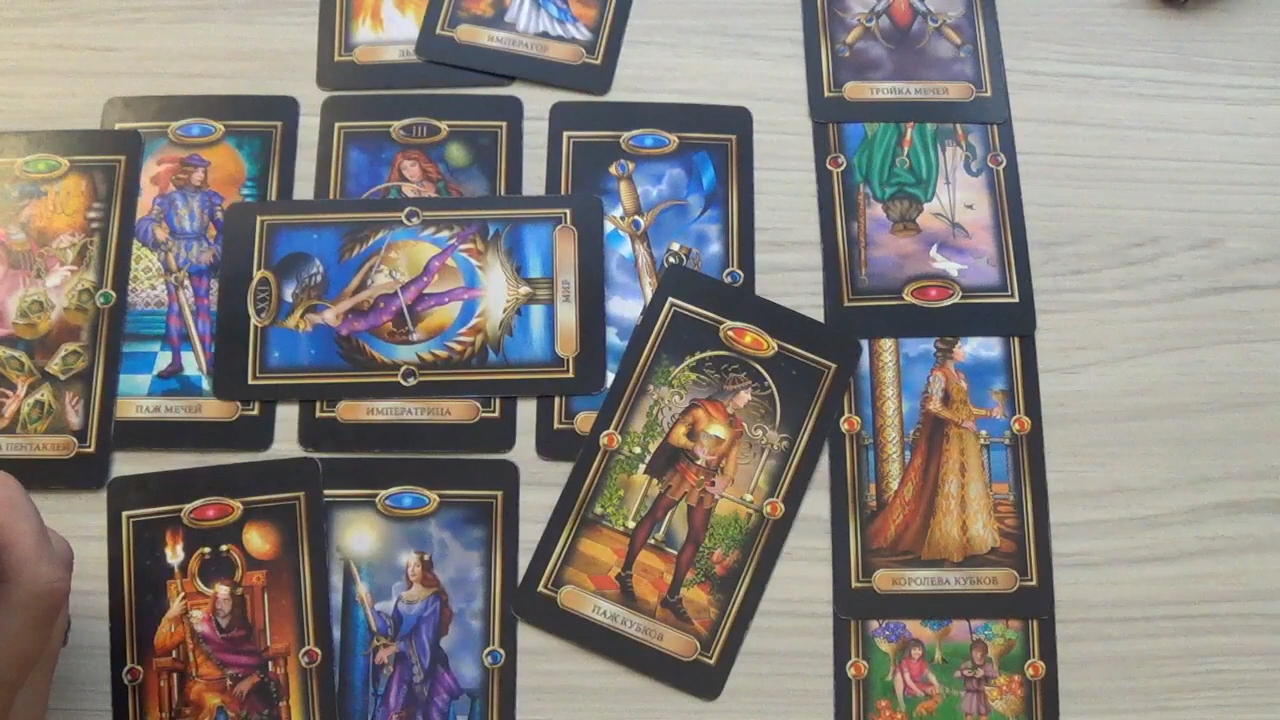 ИМПЕРАТОР
ТРОЙКА МЕЧЕЙ
III
XXI
МИР
ПЕНТАКЛЕЙ
ПАЖ МЕЧЕЙ
ИМПЕРАТРИЦА
КОРОЛЕВА КУБКОВ
ПАЖ КУБКОВ